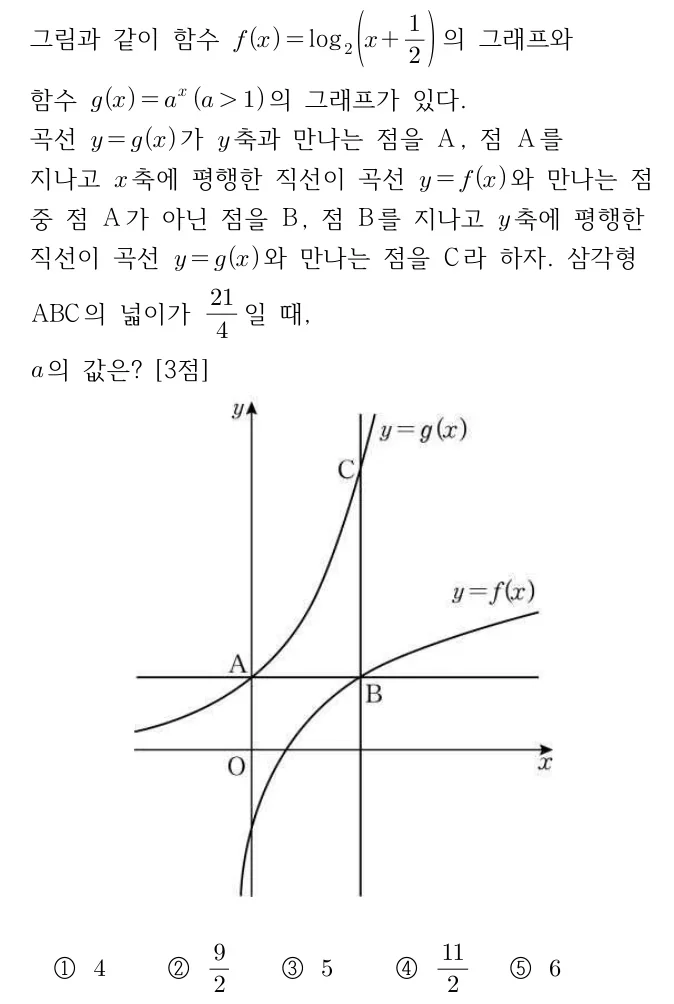 그림과 같이 함수 f(x)=log₂(x+1/2)의 그래프와
함수 g(x)=aˣ (a>1)의 그래프가 있다.
곡선 y=g(x)가 y축과 만나는 점을 A, 점 A를
지나고 x축에 평행한 직선이 곡선 y=f(x)와 만나는 점
중 점 A가 아닌 점을 B, 점 B를 지나고 y축에 평행한
직선이 곡선 y=g(x)와 만나는 점을 C라 하자. 삼각형
ABC의 넓이가 21/4일 때,
a의 값은? [3점]
y
y=g(x)
C
y=f(x)
A
B
O
x
① 4 ② 9/2 ③ 5 ④ 11/2 ⑤ 6